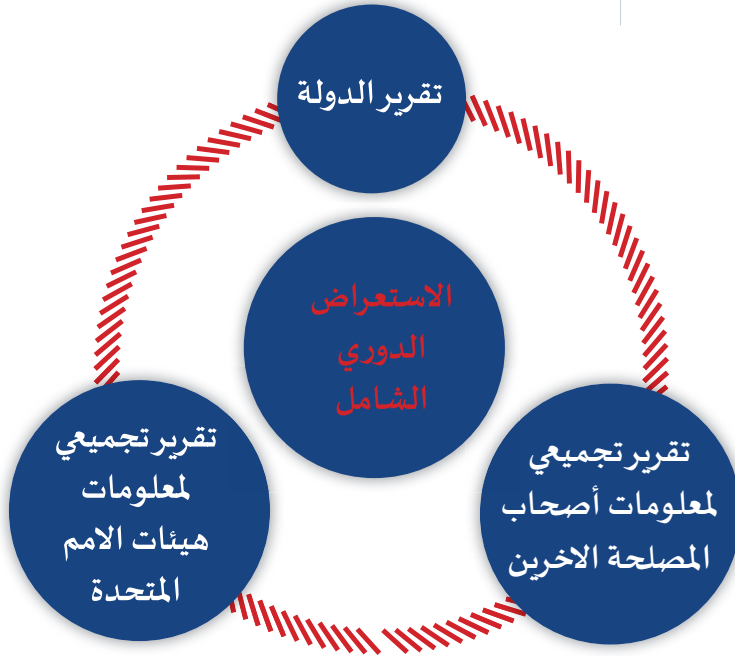 تقرير الدولة
الاستعراض
الدوري
الشامل
تقرير تجميعي
لمعلومات أصحاب
المصلحة الاخرين
تقرير تجميعي
لمعلومات
هيئات الامم
المتحدة